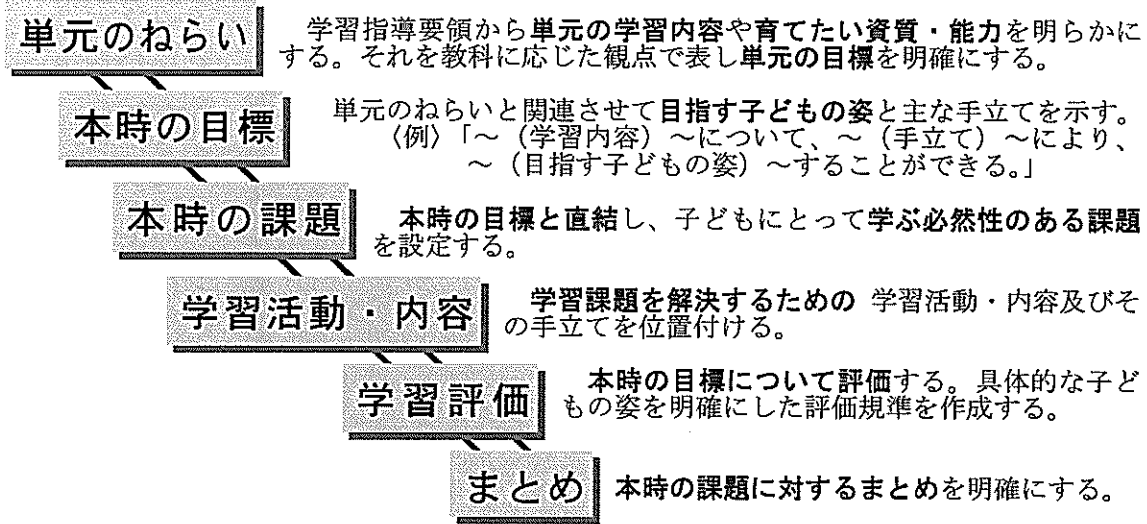 単元のねらい
学習指導要領から単元の学習内容や育てたい資質・能力を明らかに
する。それを教科に応じた観点で表し単元の目標を明確にする。
本時の目標
単元のねらいと関連させて目指す子どもの姿と主な手立てを示す。
〈例〉「～(学習内容)～について、～(手立て)～により、
～(目指す子どもの姿)～することができる。」
本時の課題
本時の目標と直結し、子どもにとって学ぶ必然性のある課題
を設定する。
学習活動・内容
学習課題を解決するための 学習活動・内容及びそ
の手立てを位置付ける。
学習評価
本時の目標について評価する。具体的な子ど
もの姿を明確にした評価規準を作成する。
まとめ
本時の課題に対するまとめを明確にする。